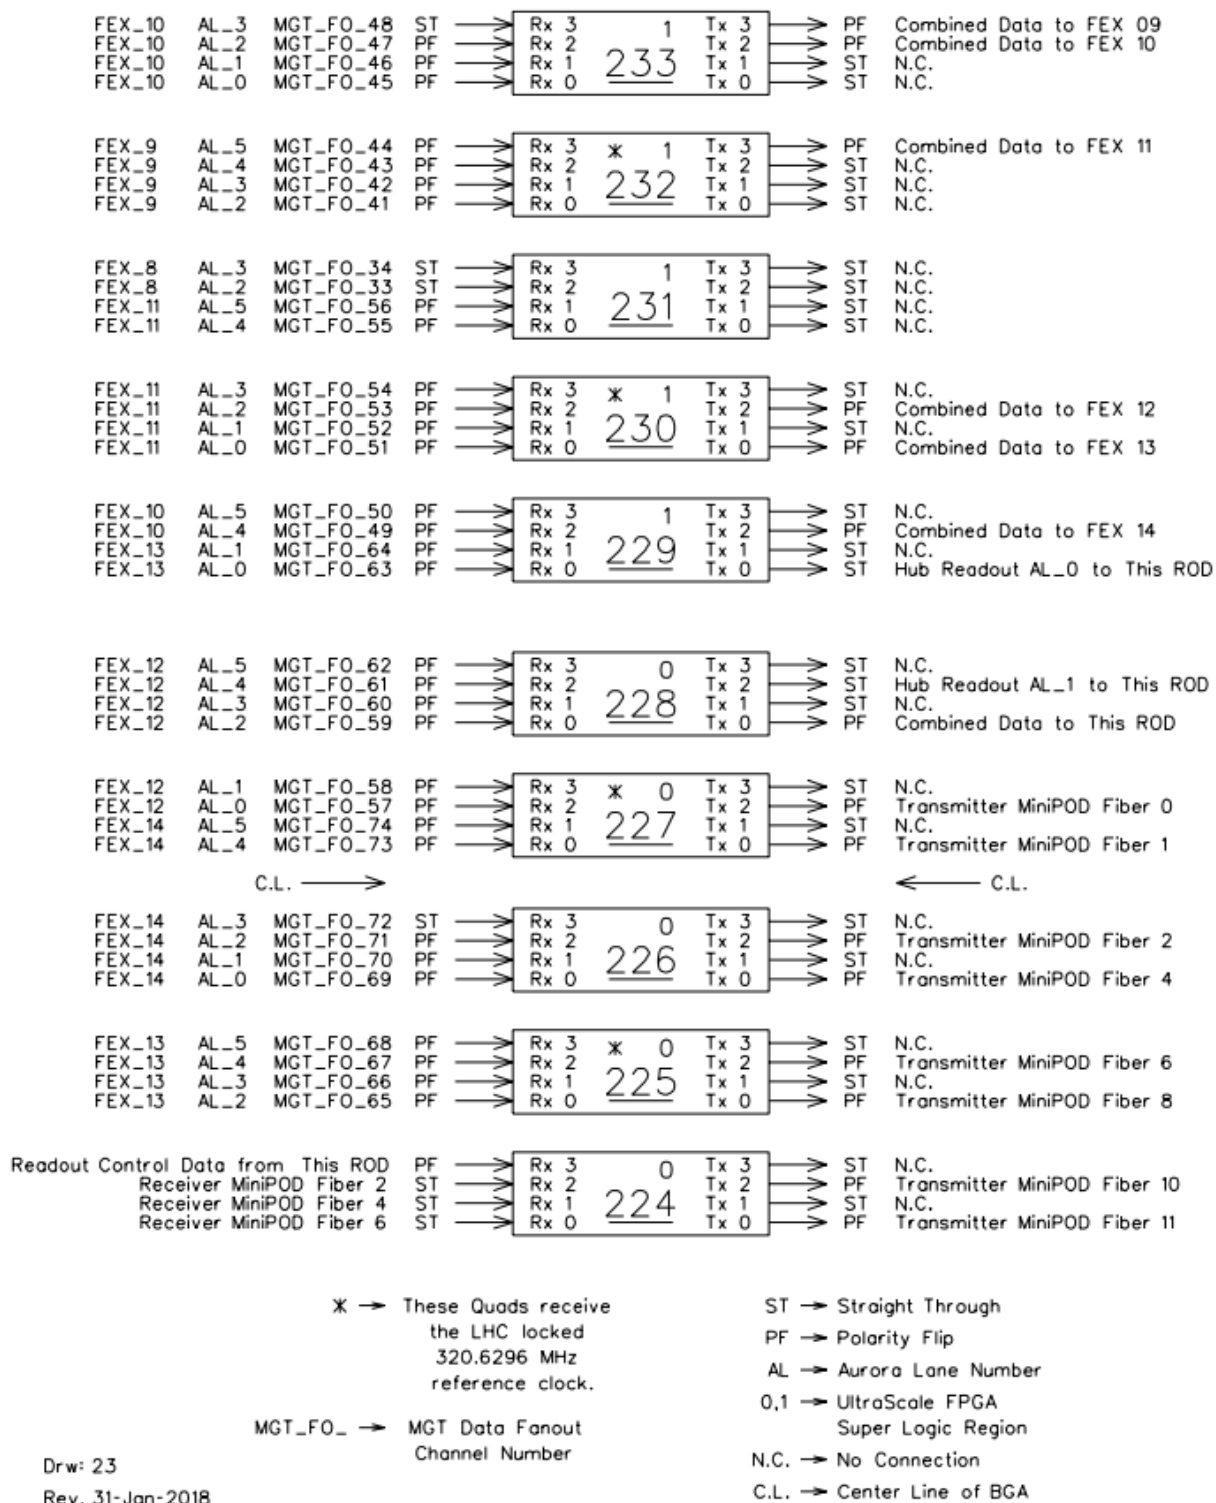 FEX_10 AL_3 MGT_FO_48 ST Rx 3 1 Tx 3 PF Combined Data to FEX 09
FEX_10 AL_2 MGT_FO_47 PF Rx 2 Tx 2 PF Combined Data to FEX 10
FEX_10 AL_1 MGT_FO_46 PF Rx 1 233 Tx 1 ST N.C.
FEX_10 AL_0 MGT_FO_45 PF Rx 0 Tx 0 ST N.C.
FEX_9 AL_5 MGT_FO_44 PF Rx 3 * 1 Tx 3 PF Combined Data to FEX 11
FEX_9 AL_4 MGT_FO_43 PF Rx 2 Tx 2 ST N.C.
FEX_9 AL_3 MGT_FO_42 PF Rx 1 232 Tx 1 ST N.C.
FEX_9 AL_2 MGT_FO_41 PF Rx 0 Tx 0 ST N.C.
FEX_8 AL_3 MGT_FO_34 ST Rx 3 1 Tx 3 ST N.C.
FEX_8 AL_2 MGT_FO_33 ST Rx 2 Tx 2 ST N.C.
FEX_11 AL_5 MGT_FO_56 PF Rx 1 231 Tx 1 ST N.C.
FEX_11 AL_4 MGT_FO_55 PF Rx 0 Tx 0 ST N.C.
FEX_11 AL_3 MGT_FO_54 PF Rx 3 * 1 Tx 3 ST N.C.
FEX_11 AL_2 MGT_FO_53 PF Rx 2 Tx 2 PF Combined Data to FEX 12
FEX_11 AL_1 MGT_FO_52 PF Rx 1 230 Tx 1 ST N.C.
FEX_11 AL_0 MGT_FO_51 PF Rx 0 Tx 0 PF Combined Data to FEX 13
FEX_10 AL_5 MGT_FO_50 PF Rx 3 1 Tx 3 ST N.C.
FEX_10 AL_4 MGT_FO_49 PF Rx 2 Tx 2 PF Combined Data to FEX 14
FEX_13 AL_1 MGT_FO_64 PF Rx 1 229 Tx 1 ST N.C.
FEX_13 AL_0 MGT_FO_63 PF Rx 0 Tx 0 ST Hub Readout AL_0 to This ROD
FEX_12 AL_5 MGT_FO_62 PF Rx 3 0 Tx 3 ST N.C.
FEX_12 AL_4 MGT_FO_61 PF Rx 2 Tx 2 ST Hub Readout AL_1 to This ROD
FEX_12 AL_3 MGT_FO_60 PF Rx 1 228 Tx 1 ST N.C.
FEX_12 AL_2 MGT_FO_59 PF Rx 0 Tx 0 PF Combined Data to This ROD
FEX_12 AL_1 MGT_FO_58 PF Rx 3 * 0 Tx 3 ST N.C.
FEX_12 AL_0 MGT_FO_57 PF Rx 2 Tx 2 PF Transmitter MiniPOD Fiber 0
FEX_14 AL_5 MGT_FO_74 PF Rx 1 227 Tx 1 ST N.C.
FEX_14 AL_4 MGT_FO_73 PF Rx 0 Tx 0 PF Transmitter MiniPOD Fiber 1
C.L. → ← C.L.
FEX_14 AL_3 MGT_FO_72 ST Rx 3 0 Tx 3 ST N.C.
FEX_14 AL_2 MGT_FO_71 PF Rx 2 Tx 2 PF Transmitter MiniPOD Fiber 2
FEX_14 AL_1 MGT_FO_70 PF Rx 1 226 Tx 1 ST N.C.
FEX_14 AL_0 MGT_FO_69 PF Rx 0 Tx 0 PF Transmitter MiniPOD Fiber 4
FEX_13 AL_5 MGT_FO_68 PF Rx 3 * 0 Tx 3 ST N.C.
FEX_13 AL_4 MGT_FO_67 PF Rx 2 Tx 2 PF Transmitter MiniPOD Fiber 6
FEX_13 AL_3 MGT_FO_66 PF Rx 1 225 Tx 1 ST N.C.
FEX_13 AL_2 MGT_FO_65 PF Rx 0 Tx 0 PF Transmitter MiniPOD Fiber 8
Readout Control Data from This ROD PF Rx 3 0 Tx 3 ST N.C.
Receiver MiniPOD Fiber 2 ST Rx 2 Tx 2 PF Transmitter MiniPOD Fiber 10
Receiver MiniPOD Fiber 4 ST Rx 1 224 Tx 1 ST N.C.
Receiver MiniPOD Fiber 6 ST Rx 0 Tx 0 PF Transmitter MiniPOD Fiber 11
* → These Quads receive
the LHC locked
320.6296 MHz
reference clock.
MGT_FO_ → MGT Data Fanout
Channel Number
ST → Straight Through
PF → Polarity Flip
AL → Aurora Lane Number
0,1 → UltraScale FPGA
Super Logic Region
N.C. → No Connection
C.L. → Center Line of BGA
Drw: 23
Rev. 31-Jan-2018